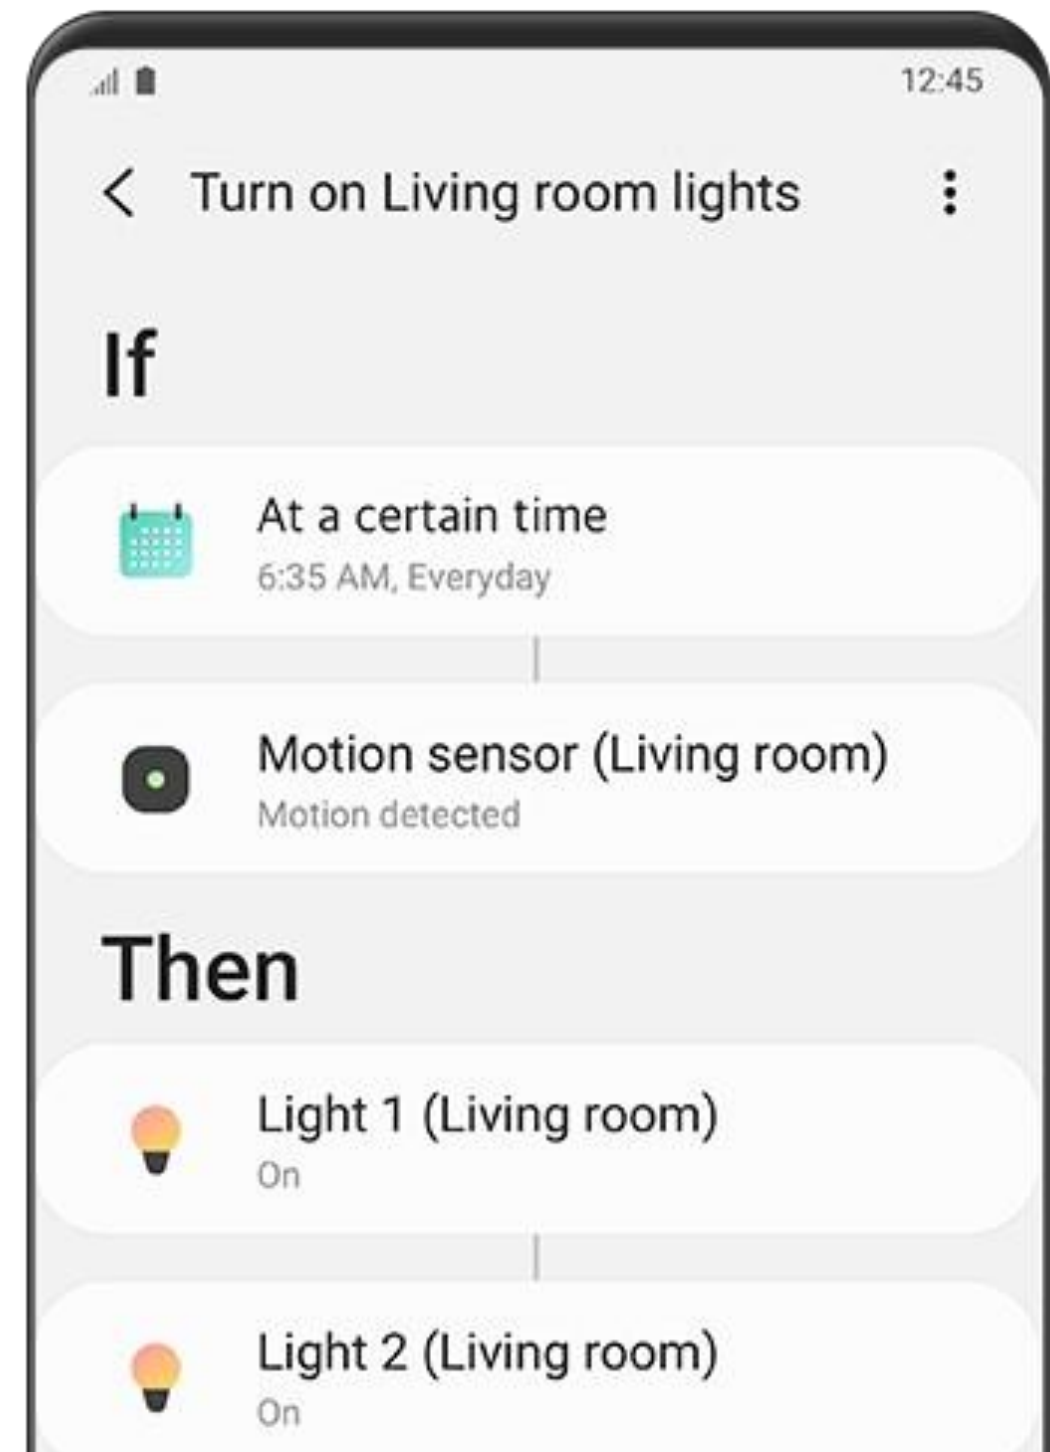 12:45
Turn on Living room lights
If
At a certain time
6:35 AM, Everyday
Motion sensor (Living room)
Motion detected
Then
Light 1 (Living room)
On
Light 2 (Living room)
On